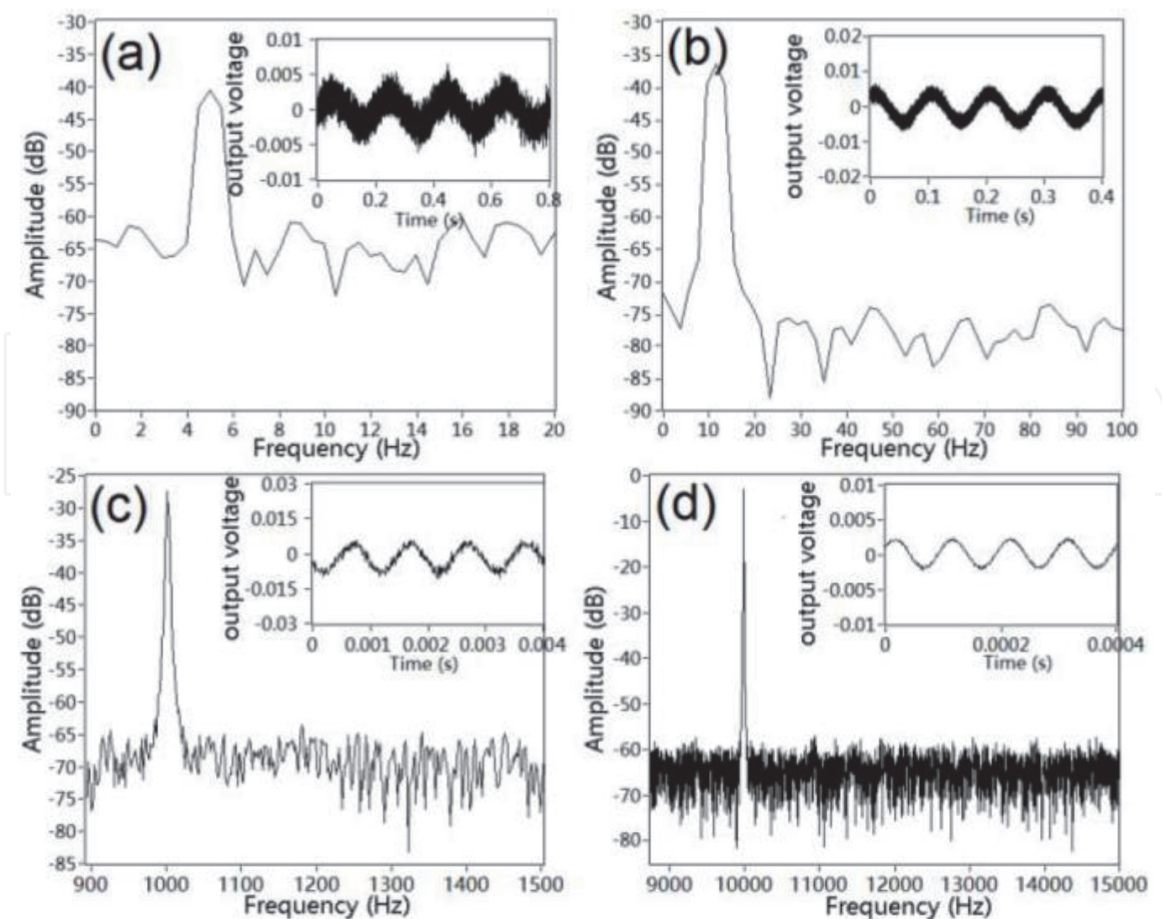 (a)
Amplitude (dB)
-30
-35
-40
-45
-50
-55
-60
-65
-70
-75
-80
-85
-90
0 2 4 6 8 10 12 14 16 18 20
Frequency (Hz)
output voltage
0.01
0.005
0
-0.005
-0.01
0 0.2 0.4 0.6 0.8
Time (s)
(b)
Amplitude (dB)
-30
-35
-40
-45
-50
-55
-60
-65
-70
-75
-80
-85
-90
0 10 20 30 40 50 60 70 80 90 100
Frequency (Hz)
output voltage
0.02
0.01
0
-0.01
-0.02
0 0.1 0.2 0.3 0.4
Time (s)
(c)
Amplitude (dB)
-25
-30
-35
-40
-45
-50
-55
-60
-65
-70
-75
-80
-85
900 1000 1100 1200 1300 1400 1500
Frequency (Hz)
output voltage
0.03
0.015
0
-0.015
-0.03
0 0.001 0.002 0.003 0.004
Time (s)
(d)
Amplitude (dB)
0
-10
-20
-30
-40
-50
-60
-70
-80
9000 10000 11000 12000 13000 14000 15000
Frequency (Hz)
output voltage
0.01
0.005
0
-0.005
-0.01
0 0.0002 0.0004
Time (s)